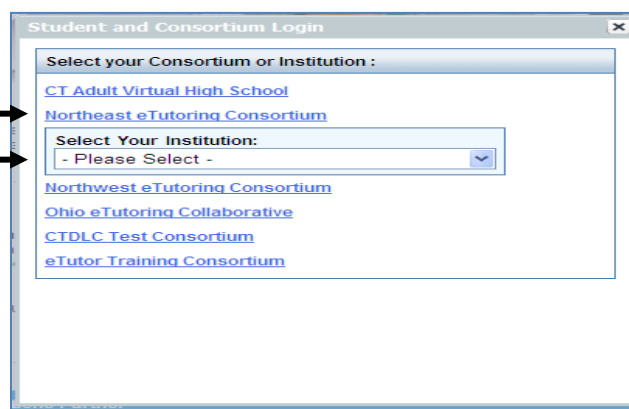 Student and Consortium Login
Select your Consortium or Institution :
CT Adult Virtual High School
Northeast eTutoring Consortium
Select Your Institution:
- Please Select -
Northwest eTutoring Consortium
Ohio eTutoring Collaborative
CTDLC Test Consortium
eTutor Training Consortium